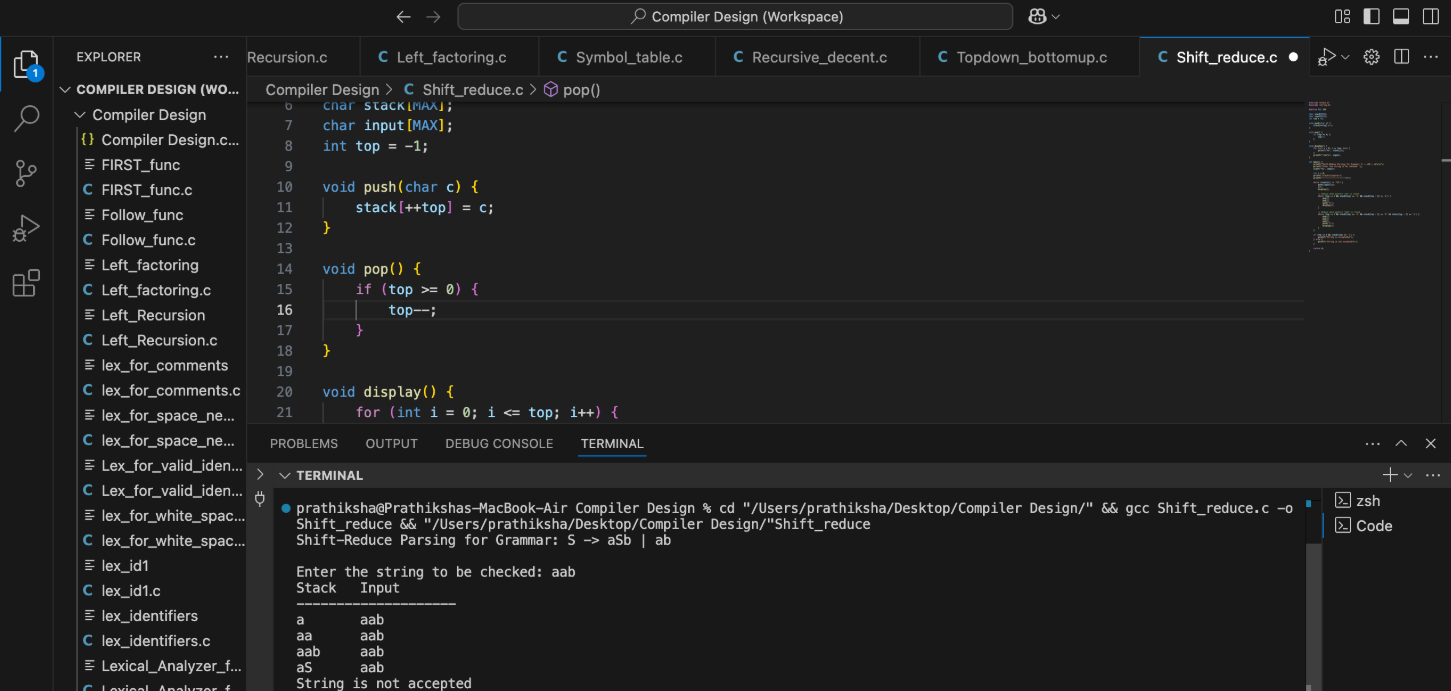 Compiler Design (Workspace)
EXPLORER
Recursion.c
C Left_factoring.c
C Symbol_table.c
C Recursive_decent.c
C Topdown_bottomup.c
C Shift_reduce.c
1
COMPILER DESIGN (WO...
Compiler Design
{} Compiler Design.c...
FIRST_func
C FIRST_func.c
Follow_func
C Follow_func.c
Left_factoring
C Left_factoring.c
Left_Recursion
C Left_Recursion.c
lex_for_comments
C lex_for_comments.c
lex_for_space_ne...
C lex_for_space_ne...
Lex_for_valid_iden...
C Lex_for_valid_iden...
lex_for_white_spac...
C lex_for_white_spac...
lex_id1
C lex_id1.c
lex_identifiers
C lex_identifiers.c
Lexical_Analyzer_f...
C Lexical_Analyzer_f...
Compiler Design > C Shift_reduce.c > pop()
6 char stack[MAX];
7 char input[MAX];
8 int top = -1;
9
10 void push(char c) {
11 stack[++top] = c;
12 }
13
14 void pop() {
15 if (top >= 0) {
16 top--;
17 }
18 }
19
20 void display() {
21 for (int i = 0; i <= top; i++) {
PROBLEMS OUTPUT DEBUG CONSOLE TERMINAL
TERMINAL
prathiksha@Prathikshas-MacBook-Air Compiler Design % cd "/Users/prathiksha/Desktop/Compiler Design/" && gcc Shift_reduce.c -o
Shift_reduce && "/Users/prathiksha/Desktop/Compiler Design/"Shift_reduce
Shift-Reduce Parsing for Grammar: S -> aSb | ab
Enter the string to be checked: aab
Stack Input
--------------------
a aab
aa aab
aab aab
aS aab
String is not accepted
zsh
Code